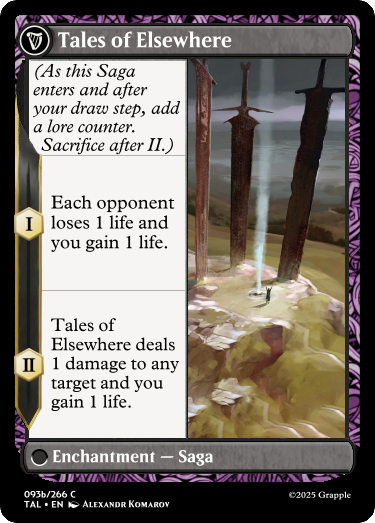 Tales of Elsewhere
(As this Saga
enters and after
your draw step, add
a lore counter.
Sacrifice after II.)
I
Each opponent
loses 1 life and
you gain 1 life.
II
Tales of
Elsewhere deals
1 damage to any
target and you
gain 1 life.
Enchantment — Saga
093b/266 C
TAL • EN Alexandr Komarov
©2025 Grapple